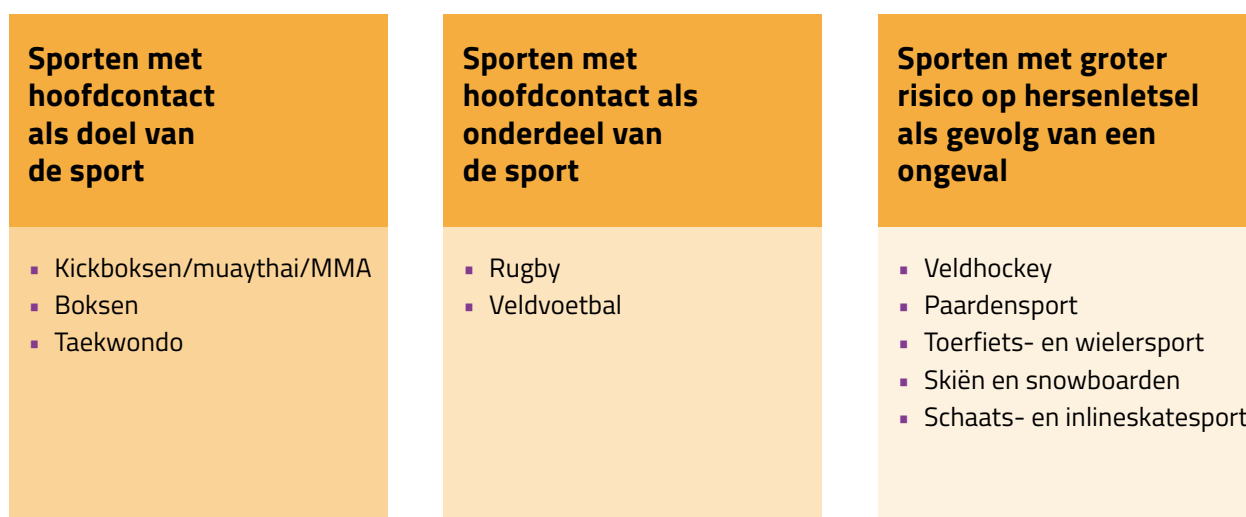 Sporten met
hoofdcontact
als doel van
de sport
▪ Kickboksen/muaythai/MMA
▪ Boksen
▪ Taekwondo
Sporten met
hoofdcontact als
onderdeel van
de sport
▪ Rugby
▪ Veldvoetbal
Sporten met groter
risico op hersenletsel
als gevolg van een
ongeval
▪ Veldhockey
▪ Paardensport
▪ Toerfiets- en wielersport
▪ Skiën en snowboarden
▪ Schaats- en inlineskatesport